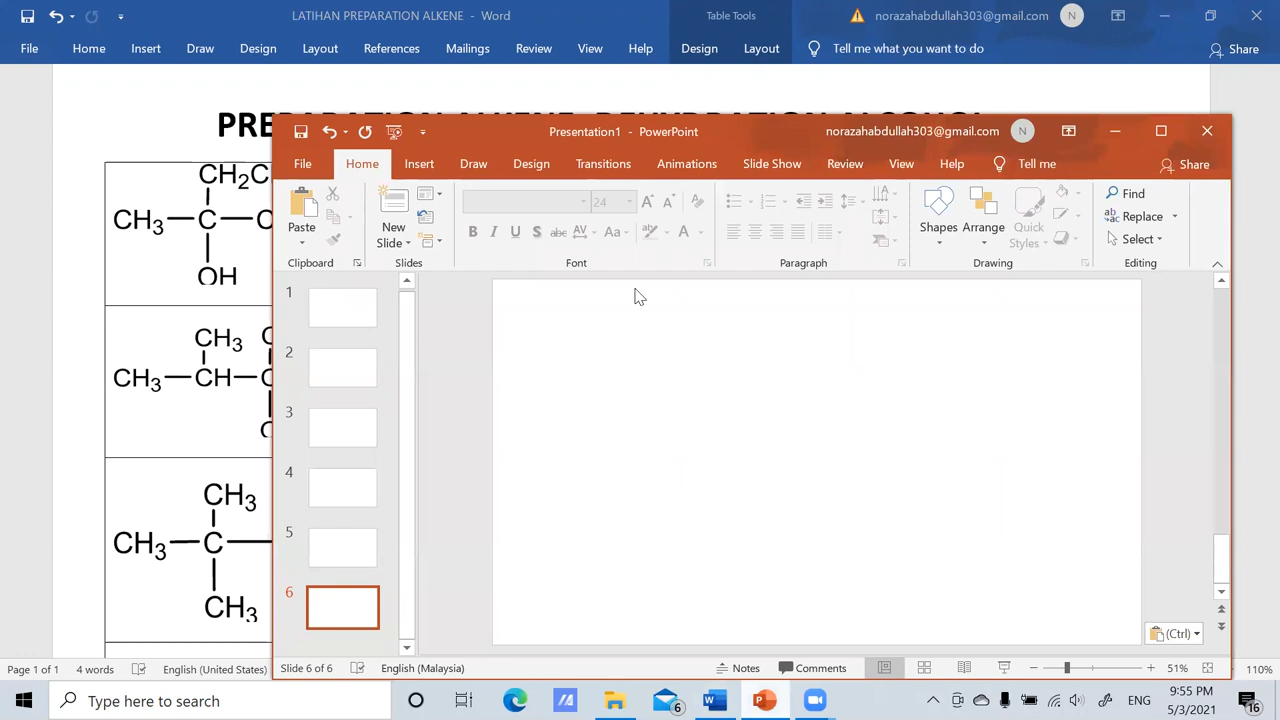 LATIHAN PREPARATION ALKENE - Word
Table Tools
norazahabdullah303@gmail.com N
File Home Insert Draw Design Layout References Mailings Review View Help Design Layout Tell me what you want to do Share
Presentation1 - PowerPoint
norazahabdullah303@gmail.com N
File Home Insert Draw Design Transitions Animations Slide Show Review View Help Tell me Share
Paste
New
Slide
24
B I U S abc AV Aa A
Shapes Arrange Quick
Styles
Find
Replace
Select
Clipboard Slides Font Paragraph Drawing Editing
CH3
C
OH
CH3
CH3 CH
CH3
CH3 C
CH3
1
2
3
4
5
6
(Ctrl)
Slide 6 of 6 English (Malaysia) Notes Comments 51%
Page 1 of 1 4 words English (United States) 110%
Type here to search
6
ENG
9:55 PM
5/3/2021
16